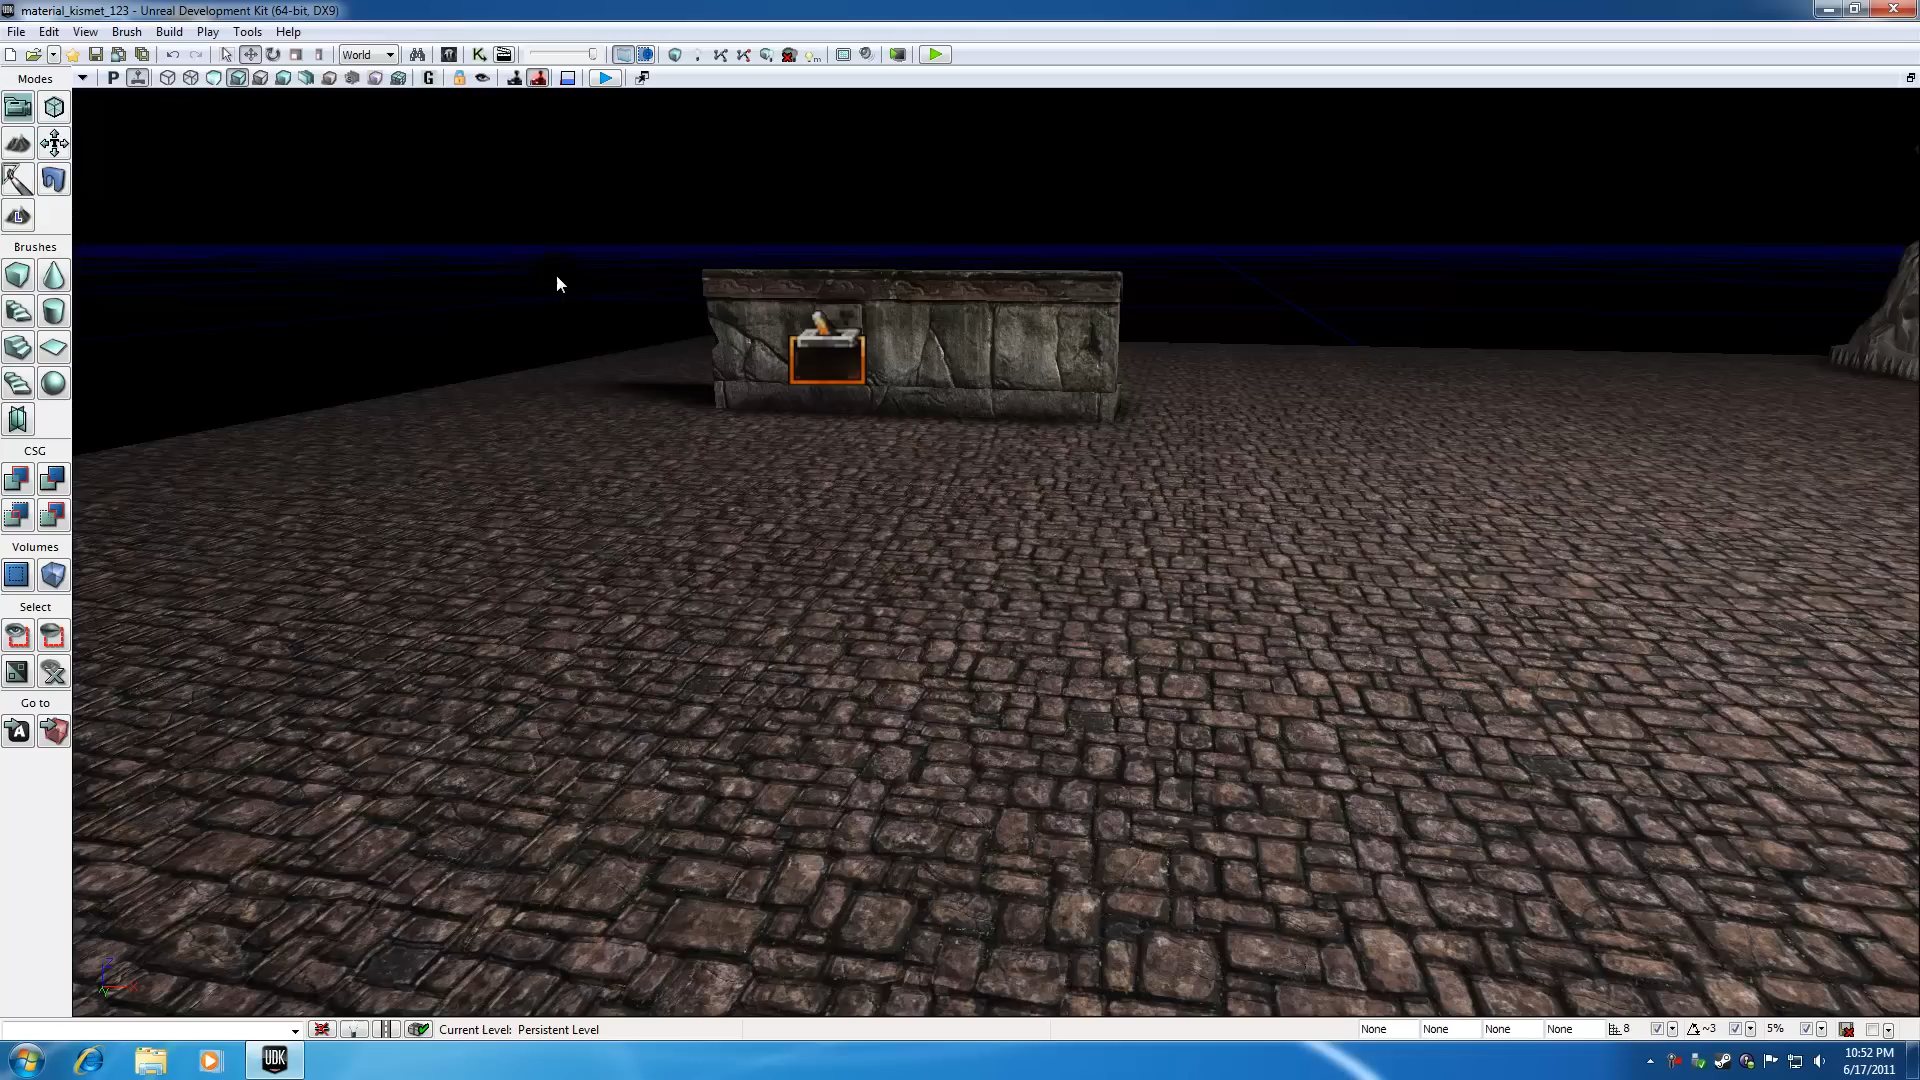 material_kismet_123 - Unreal Development Kit (64-bit, DX9)
File Edit View Brush Build Play Tools Help
World
Modes
P
G
Brushes
CSG
Volumes
Select
Go to
Current Level: Persistent Level
None
None
None
None
8
~3
5%
UDK
10:52 PM
6/17/2011